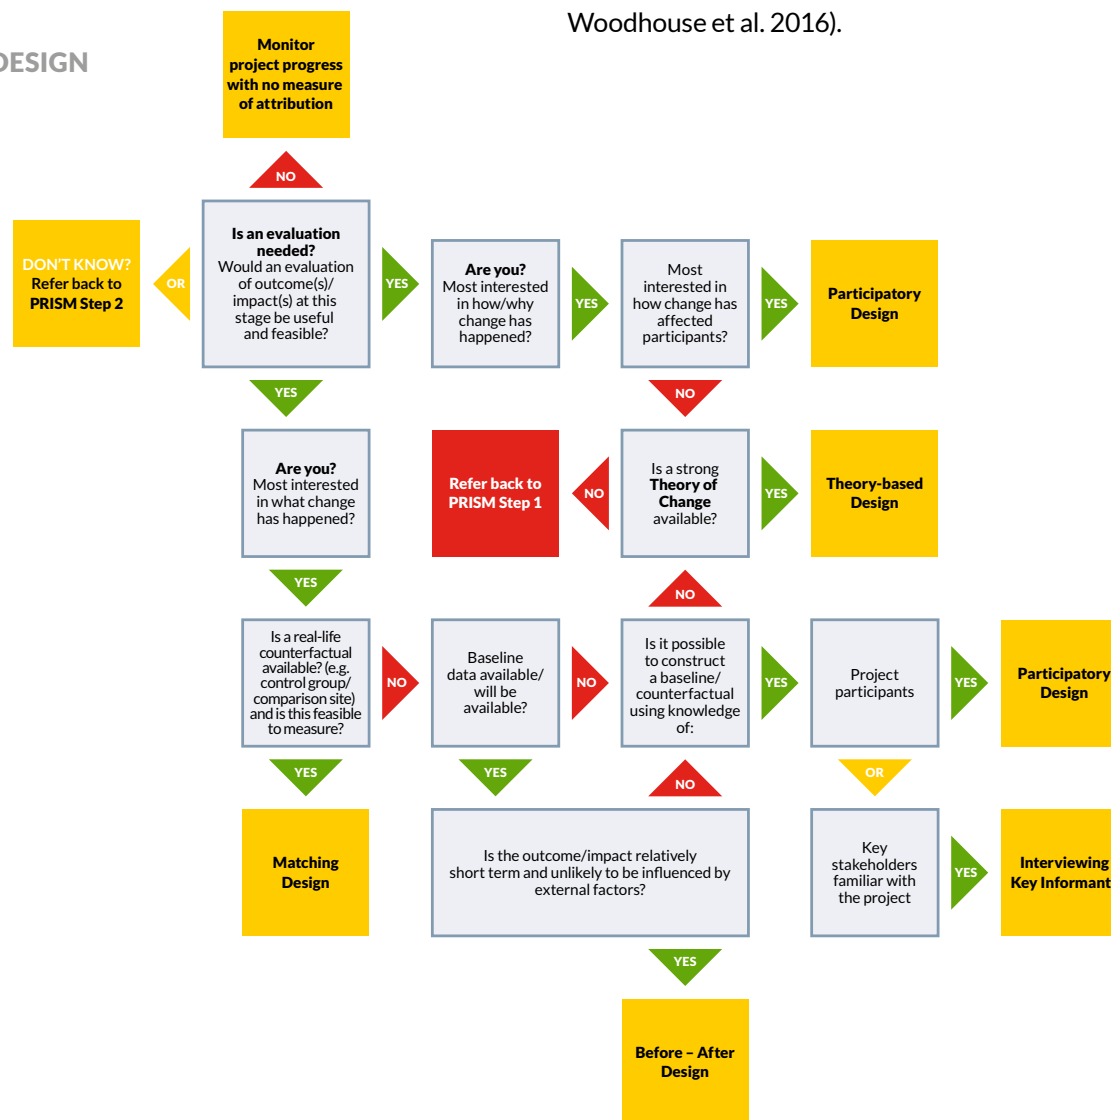 Woodhouse et al. 2016).
DESIGN
Monitor
project progress
with no measure
of attribution
NO
DON'T KNOW?
Refer back to
PRISM Step 2
OR
Is an evaluation
needed?
Would an evaluation
of outcome(s)/
impact(s) at this
stage be useful
and feasible?
YES
Are you?
Most interested
in how/why
change has
happened?
YES
Most
interested in
how change has
affected
participants?
YES
Participatory
Design
YES
NO
Are you?
Most interested
in what change
has happened?
Refer back to
PRISM Step 1
NO
Is a strong
Theory of
Change
available?
YES
Theory-based
Design
YES
NO
Is a real-life
counterfactual
available? (e.g.
control group/
comparison site)
and is this feasible
to measure?
NO
Baseline
data available/
will be
available?
NO
Is it possible
to construct
a baseline/
counterfactual
using knowledge
of:
YES
Project
participants
YES
Participatory
Design
YES
YES
NO
OR
Matching
Design
Is the outcome/impact relatively
short term and unlikely to be influenced by
external factors?
Key
stakeholders
familiar with
the project
YES
Interviewing
Key Informant
YES
Before – After
Design